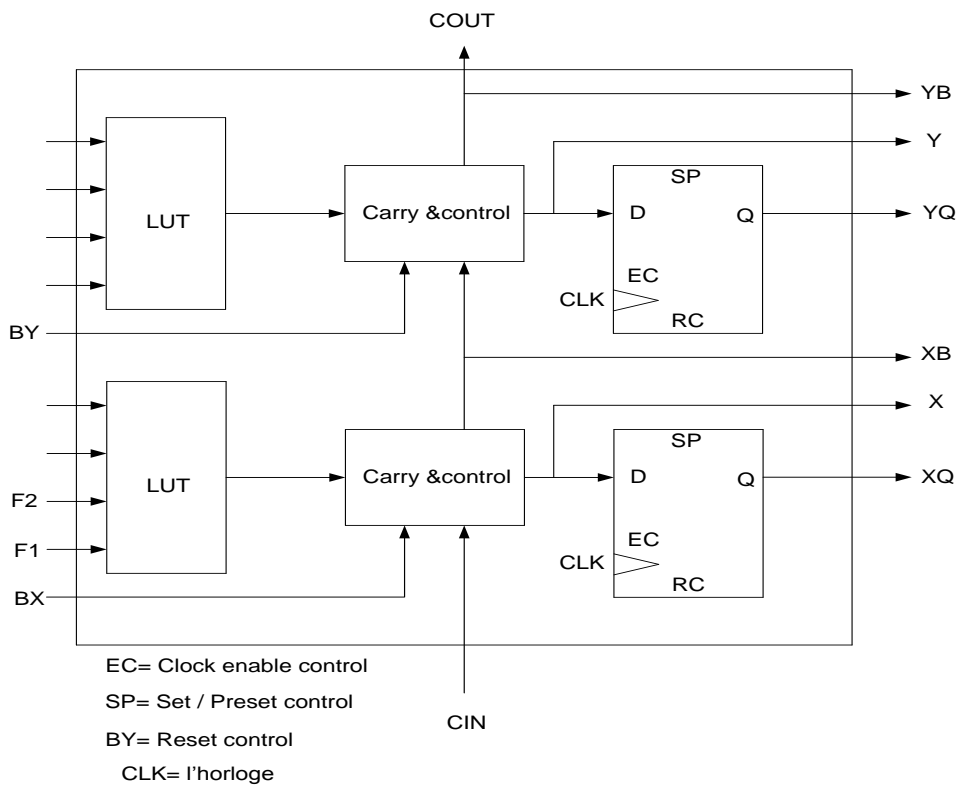 COUT
YB
Y
SP
LUT
Carry &control
D
Q
YQ
EC
CLK
RC
BY
XB
X
SP
LUT
Carry &control
D
Q
XQ
F2
EC
F1
CLK
RC
BX
EC= Clock enable control
SP= Set / Preset control
CIN
BY= Reset control
CLK= l'horloge